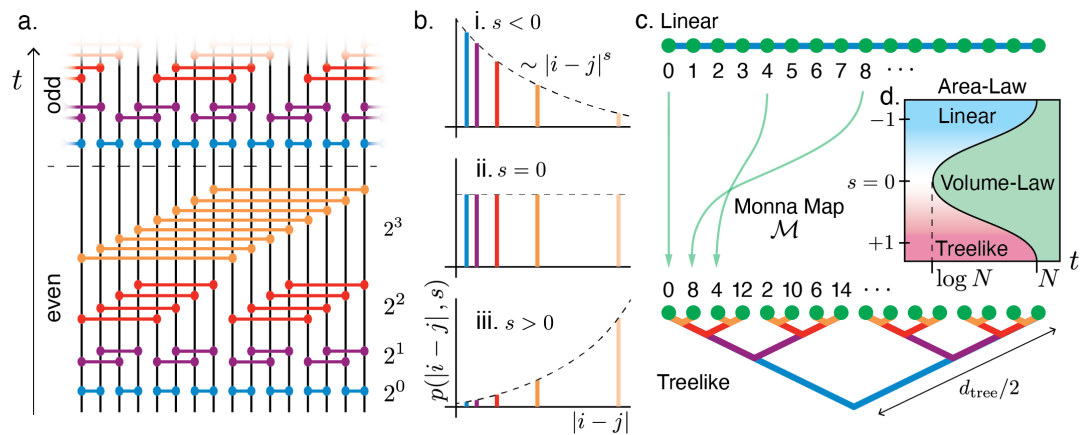 a.
t
odd
even
2^3
2^2
2^1
2^0
b.
i. s < 0
∼ |i − j|^s
ii. s = 0
iii. s > 0
p(|i − j|, s)
|i − j|
c. Linear
0 1 2 3 4 5 6 7 8 ···
Monna Map
M
0 8 4 12 2 10 6 14 ···
Treelike
d_tree/2
d.
Area-Law
−1
Linear
s = 0
Volume-Law
+1
Treelike
log N
N
t